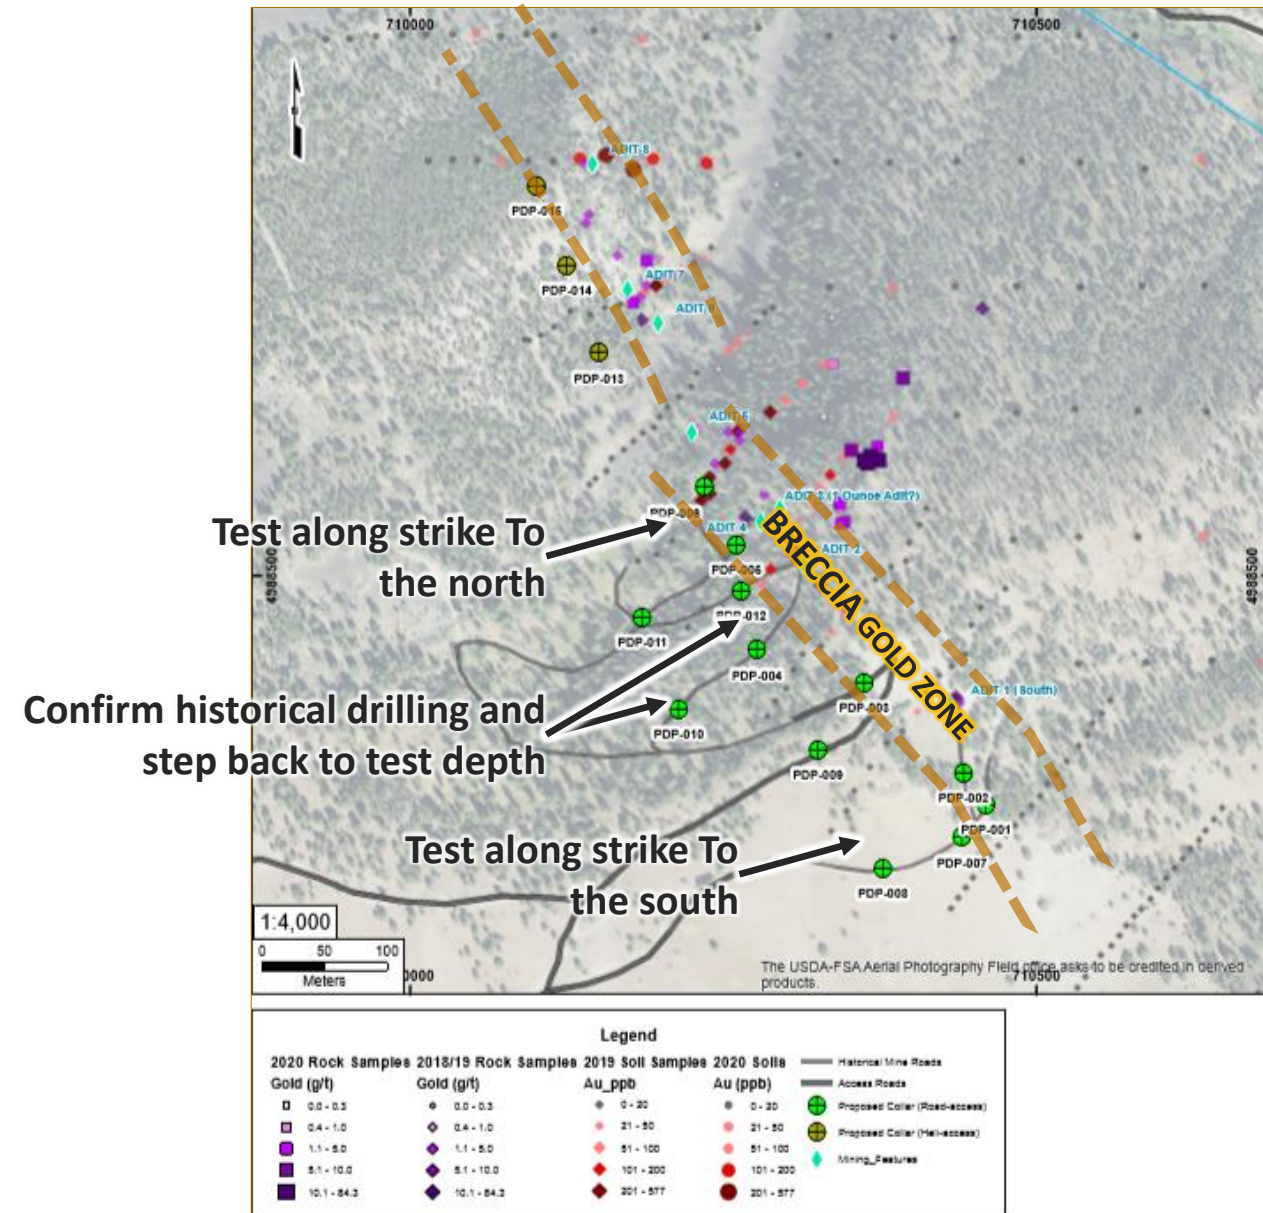 710000
710500
ADIT 8
PDP-015
ADIT 7
PDP-014
ADIT 6
PDP-013
ADIT 5
ADIT 3 (1 Ounce Adit?)
PDP-005
ADIT 4
ADIT 2
Test along strike To
the north
4988500
4988500
PDP-006
BRECCIA GOLD ZONE
PDP-012
PDP-011
PDP-004
ADIT 1 (South)
Confirm historical drilling and
step back to test depth
PDP-003
PDP-010
PDP-009
PDP-002
PDP-001
Test along strike To
the south
PDP-007
PDP-008
1:4,000
0 50 100
Meters
0000
710500
The USDA-FSA Aerial Photography Field office asks to be credited in derived
products.
Legend
2020 Rock Samples 2018/19 Rock Samples 2019 Soil Samples 2020 Soils
Gold (g/t) Gold (g/t) Au_ppb Au (ppb)
0.0 - 0.3 0.0 - 0.3 0 - 20 0 - 20
0.4 - 1.0 0.4 - 1.0 21 - 50 21 - 50
1.1 - 5.0 1.1 - 5.0 51 - 100 51 - 100
5.1 - 10.0 5.1 - 10.0 101 - 200 101 - 200
10.1 - 84.3 10.1 - 84.3 201 - 577 201 - 577
Historical Mine Roads
Access Roads
Proposed Collar (Road-access)
Proposed Collar (Heli-access)
Mining_Features